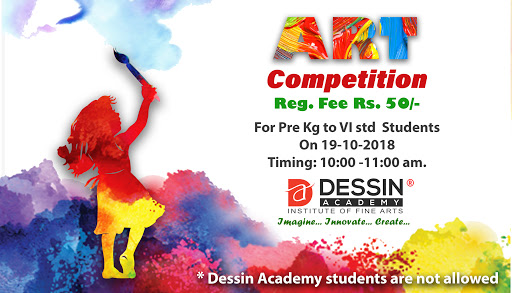 ART
Competition
Reg. Fee Rs. 50/-
For Pre Kg to VI std Students
On 19-10-2018
Timing: 10:00 -11:00 am.
a DESSIN ®
ACADEMY
INSTITUTE OF FINE ARTS
Imagine... Innovate... Create...
* Dessin Academy students are not allowed